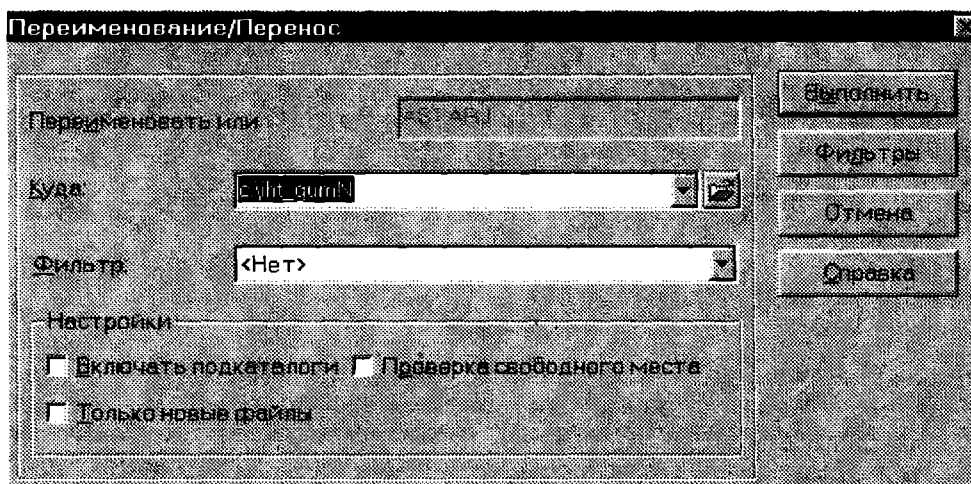 Переименование/Перенос
Переименовать или
Выполнить
Фильтры
Куда:
Отмена
Фильтр:
<Нет>
Справка
Настройки
Включать подкаталоги
Проверка свободного места
Только новые файлы